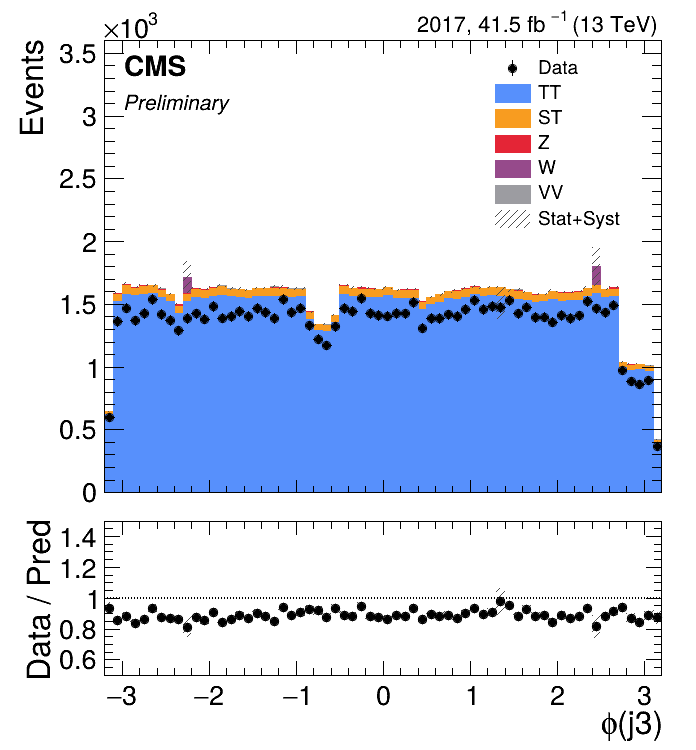 ×10³
2017, 41.5 fb⁻¹ (13 TeV)
CMS
Preliminary
Events
3.5
3
2.5
2
1.5
1
0.5
0
Data
TT
ST
Z
W
VV
Stat+Syst
Data / Pred
1.4
1.2
1
0.8
0.6
−3 −2 −1 0 1 2 3
ϕ(j3)